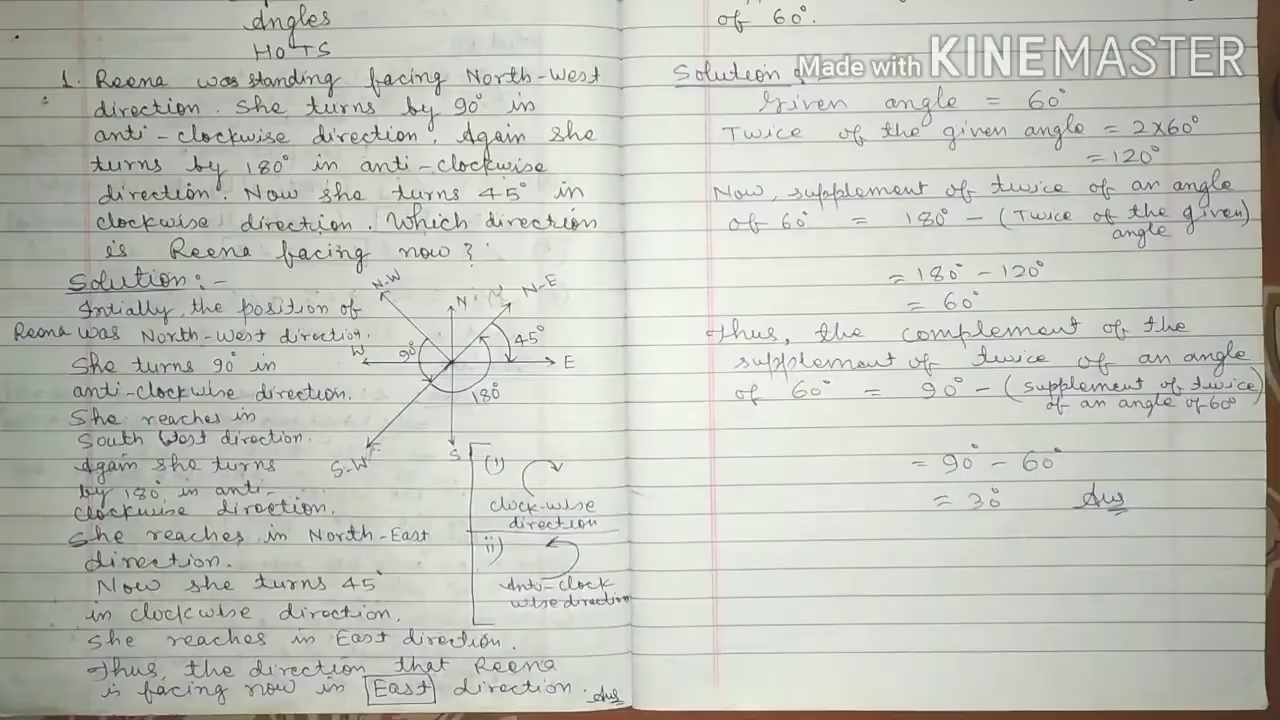 Angles
HOTS
1. Reena was standing facing North-West
direction. She turns by 90° in
anti-clockwise direction. Again she
turns by 180° in anti-clockwise
direction. Now she turns 45° in
clockwise direction. Which direction
is Reena facing now?
Solution:-
Intially, the position of
Reena was North-West direction.
She turns 90° in
anti-clockwise direction.
She reaches in
South West direction.
Again she turns
by 180° in anti-
clockwise direction.
She reaches in North-East
direction.
Now she turns 45°
in clockwise direction.
She reaches in East direction.
Thus, the direction that Reena
is facing now in East direction. Ans
N-W
N
N-E
45°
90°
W
E
180°
S-W
S
(i)
clock-wise
direction
ii)
Anti-clock
wise direction
of 60°.
Made with KINEMASTER
Solution
Given angle = 60°
Twice of the given angle = 2×60°
= 120°
Now, supplement of twice of an angle
of 60° = 180° - (Twice of the given)
angle
= 180° - 120°
= 60°
Thus, the complement of the
supplement of twice of an angle
of 60° = 90° - (supplement of twice
of an angle of 60°)
= 90° - 60°
= 30° Ans